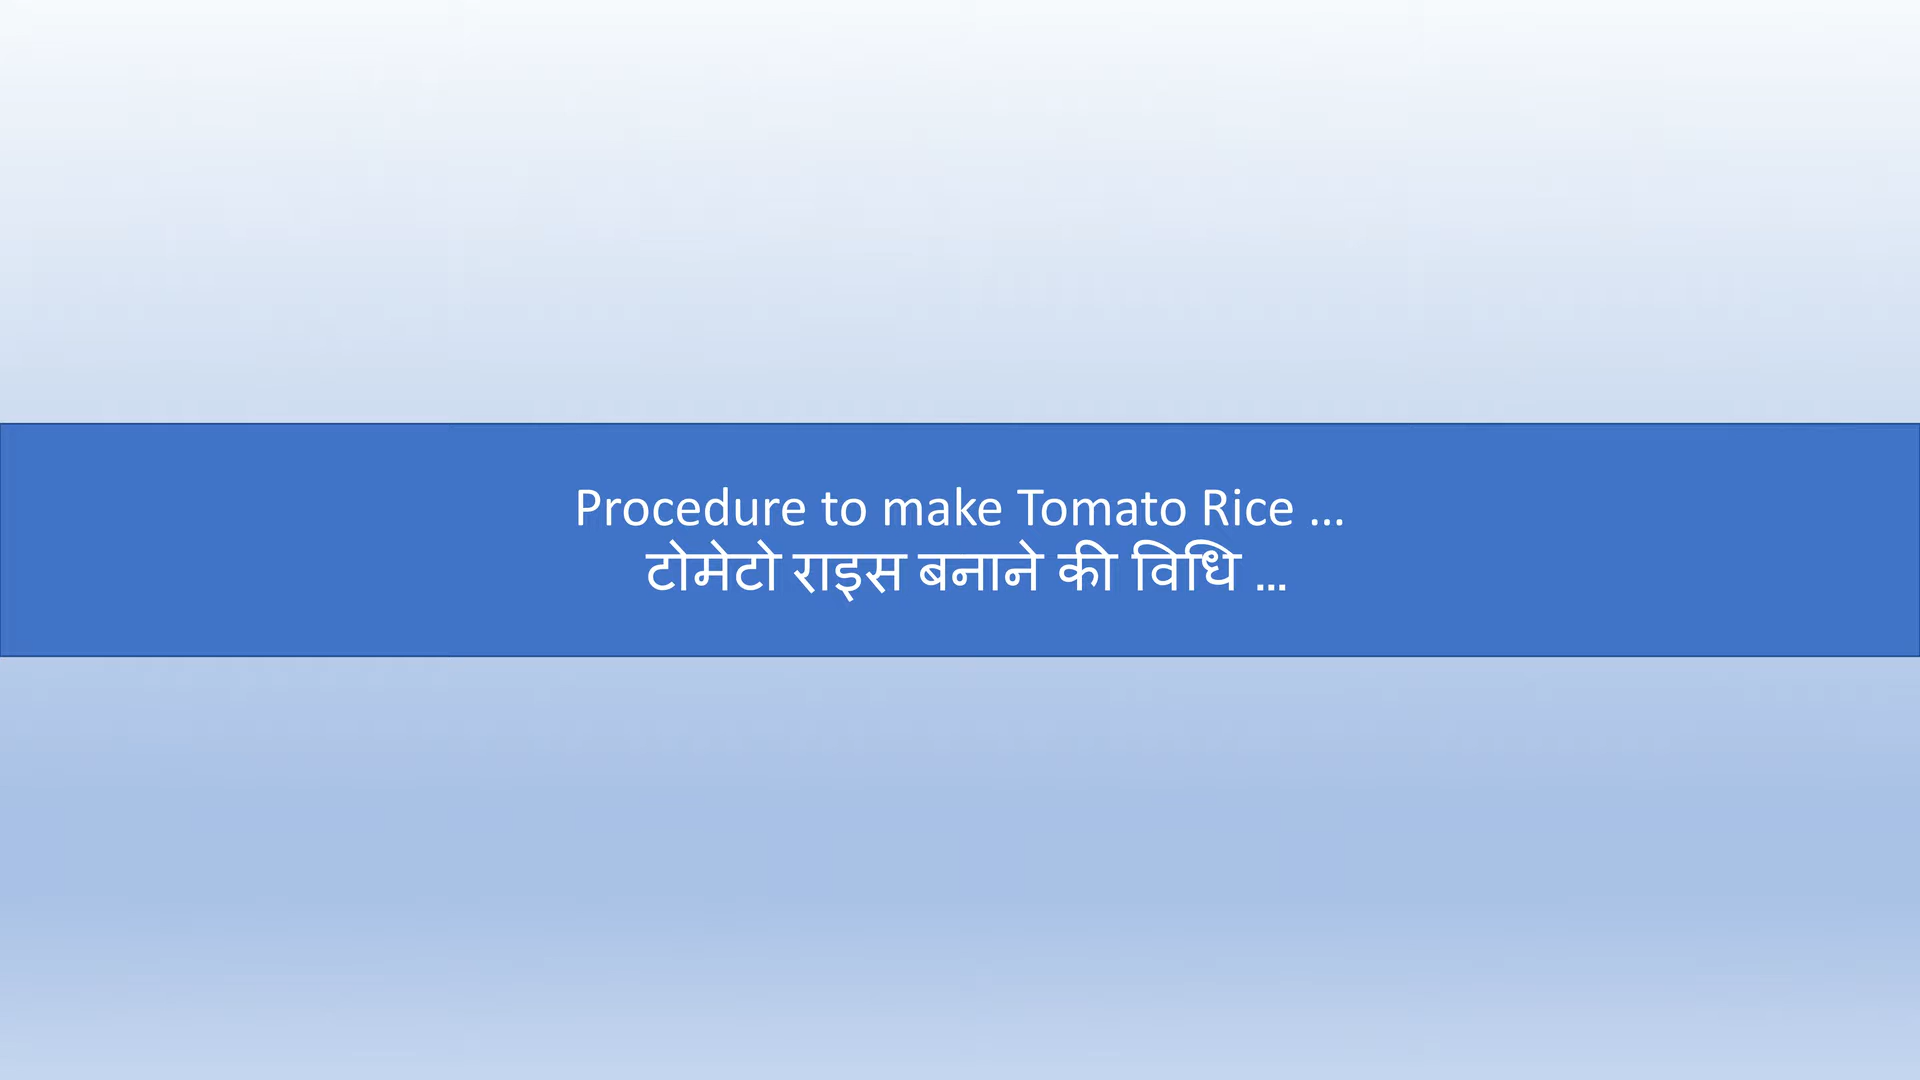 Procedure to make Tomato Rice ...
टोमेटो राइस बनाने की विधि ...